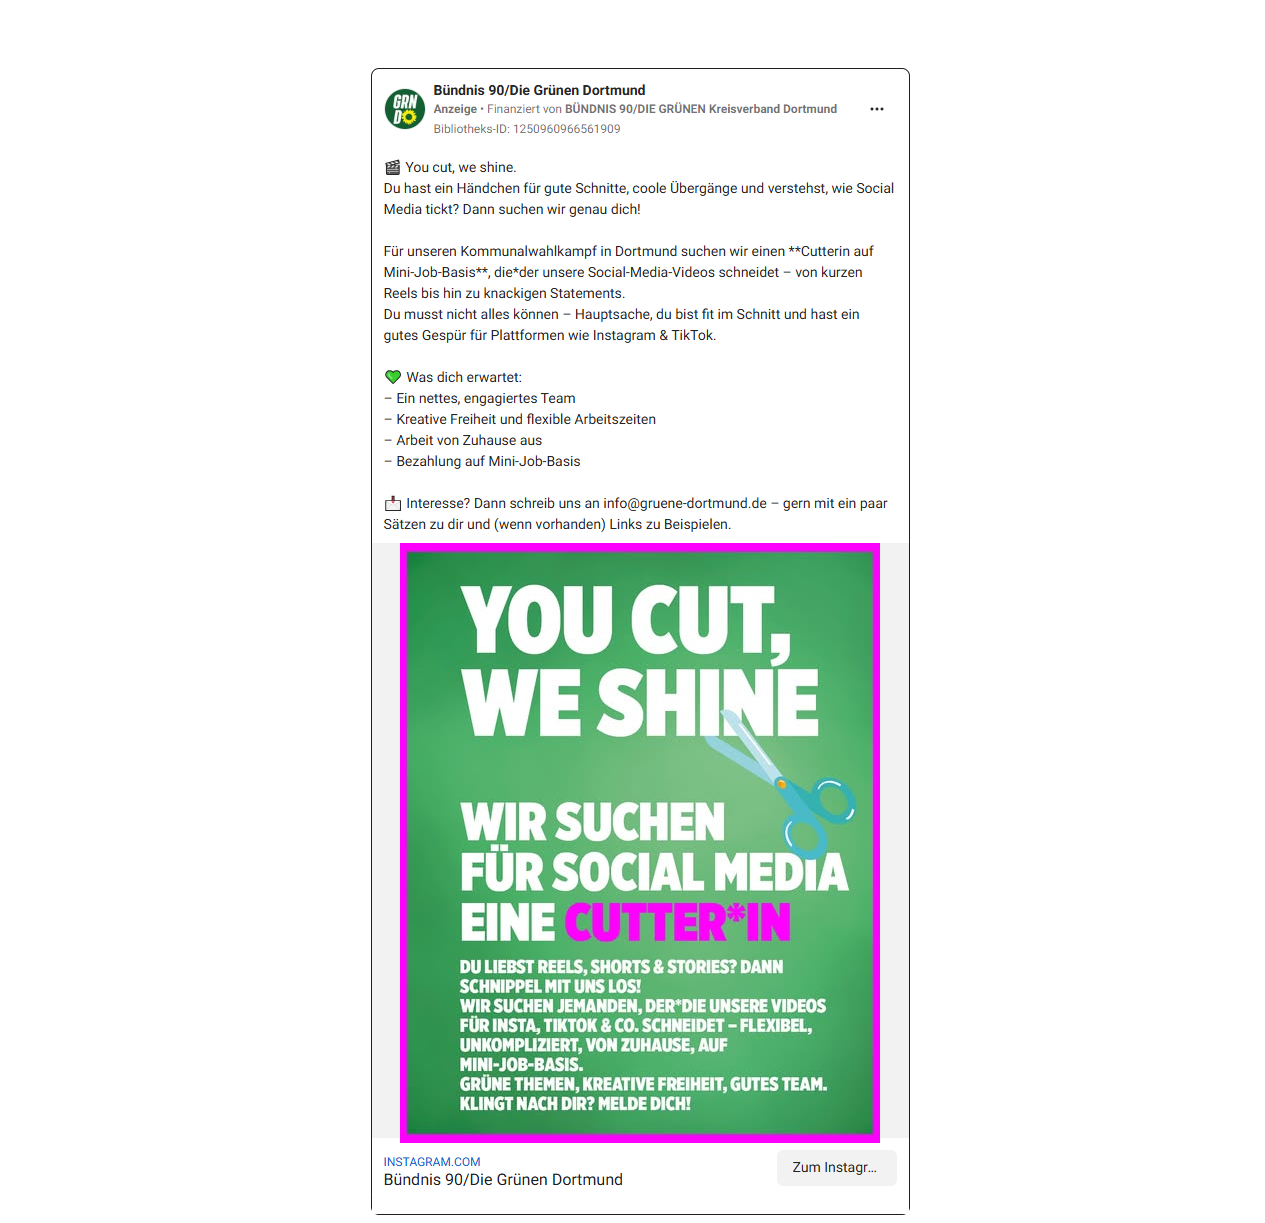 GRN
DO
Bündnis 90/Die Grünen Dortmund
Anzeige • Finanziert von BÜNDNIS 90/DIE GRÜNEN Kreisverband Dortmund
Bibliotheks-ID: 1250960966561909
🎬 You cut, we shine.
Du hast ein Händchen für gute Schnitte, coole Übergänge und verstehst, wie Social
Media tickt? Dann suchen wir genau dich!
Für unseren Kommunalwahlkampf in Dortmund suchen wir einen **Cutterin auf
Mini-Job-Basis**, die*der unsere Social-Media-Videos schneidet – von kurzen
Reels bis hin zu knackigen Statements.
Du musst nicht alles können – Hauptsache, du bist fit im Schnitt und hast ein
gutes Gespür für Plattformen wie Instagram & TikTok.
💚 Was dich erwartet:
– Ein nettes, engagiertes Team
– Kreative Freiheit und flexible Arbeitszeiten
– Arbeit von Zuhause aus
– Bezahlung auf Mini-Job-Basis
📩 Interesse? Dann schreib uns an info@gruene-dortmund.de – gern mit ein paar
Sätzen zu dir und (wenn vorhanden) Links zu Beispielen.
YOU CUT,
WE SHINE
WIR SUCHEN
FÜR SOCIAL MEDIA
EINE CUTTER*IN
DU LIEBST REELS, SHORTS & STORIES? DANN
SCHNIPPEL MIT UNS LOS!
WIR SUCHEN JEMANDEN, DER*DIE UNSERE VIDEOS
FÜR INSTA, TIKTOK & CO. SCHNEIDET – FLEXIBEL,
UNKOMPLIZIERT, VON ZUHAUSE, AUF
MINI-JOB-BASIS.
GRÜNE THEMEN, KREATIVE FREIHEIT, GUTES TEAM.
KLINGT NACH DIR? MELDE DICH!
INSTAGRAM.COM
Bündnis 90/Die Grünen Dortmund
Zum Instagr...